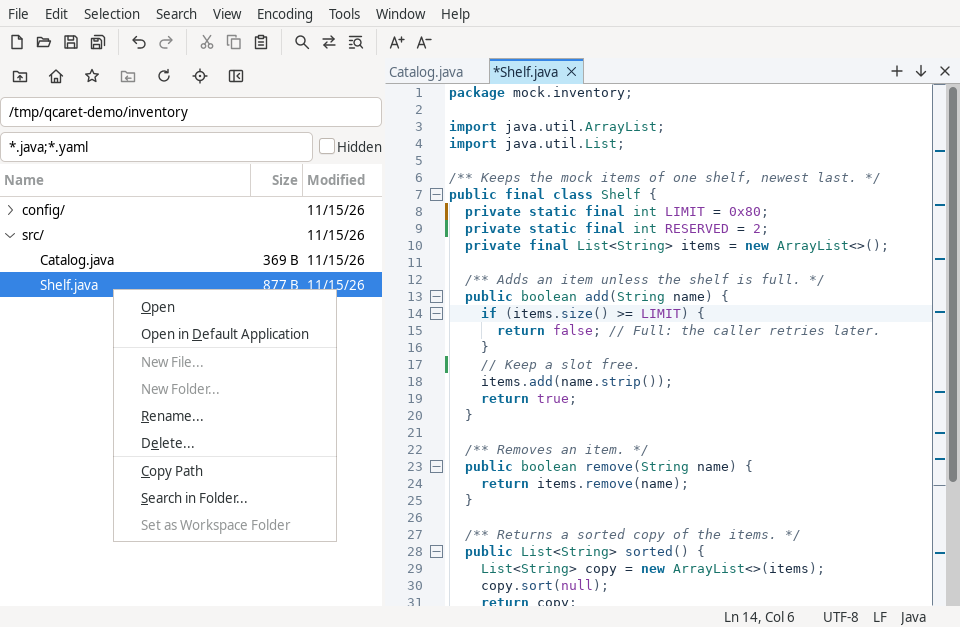 File Edit Selection Search View Encoding Tools Window Help
A+ A−
Catalog.java *Shelf.java
/tmp/qcaret-demo/inventory
*.java;*.yaml Hidden
Name Size Modified
config/ 11/15/26
src/ 11/15/26
Catalog.java 369 B 11/15/26
Shelf.java 877 B 11/15/26
Open
Open in Default Application
New File...
New Folder...
Rename...
Delete...
Copy Path
Search in Folder...
Set as Workspace Folder
1 package mock.inventory;
2
3 import java.util.ArrayList;
4 import java.util.List;
5
6 /** Keeps the mock items of one shelf, newest last. */
7 public final class Shelf {
8 private static final int LIMIT = 0x80;
9 private static final int RESERVED = 2;
10 private final List<String> items = new ArrayList<>();
11
12 /** Adds an item unless the shelf is full. */
13 public boolean add(String name) {
14 if (items.size() >= LIMIT) {
15 return false; // Full: the caller retries later.
16 }
17 // Keep a slot free.
18 items.add(name.strip());
19 return true;
20 }
21
22 /** Removes an item. */
23 public boolean remove(String name) {
24 return items.remove(name);
25 }
26
27 /** Returns a sorted copy of the items. */
28 public List<String> sorted() {
29 List<String> copy = new ArrayList<>(items);
30 copy.sort(null);
31 return copy;
Ln 14, Col 6 UTF-8 LF Java